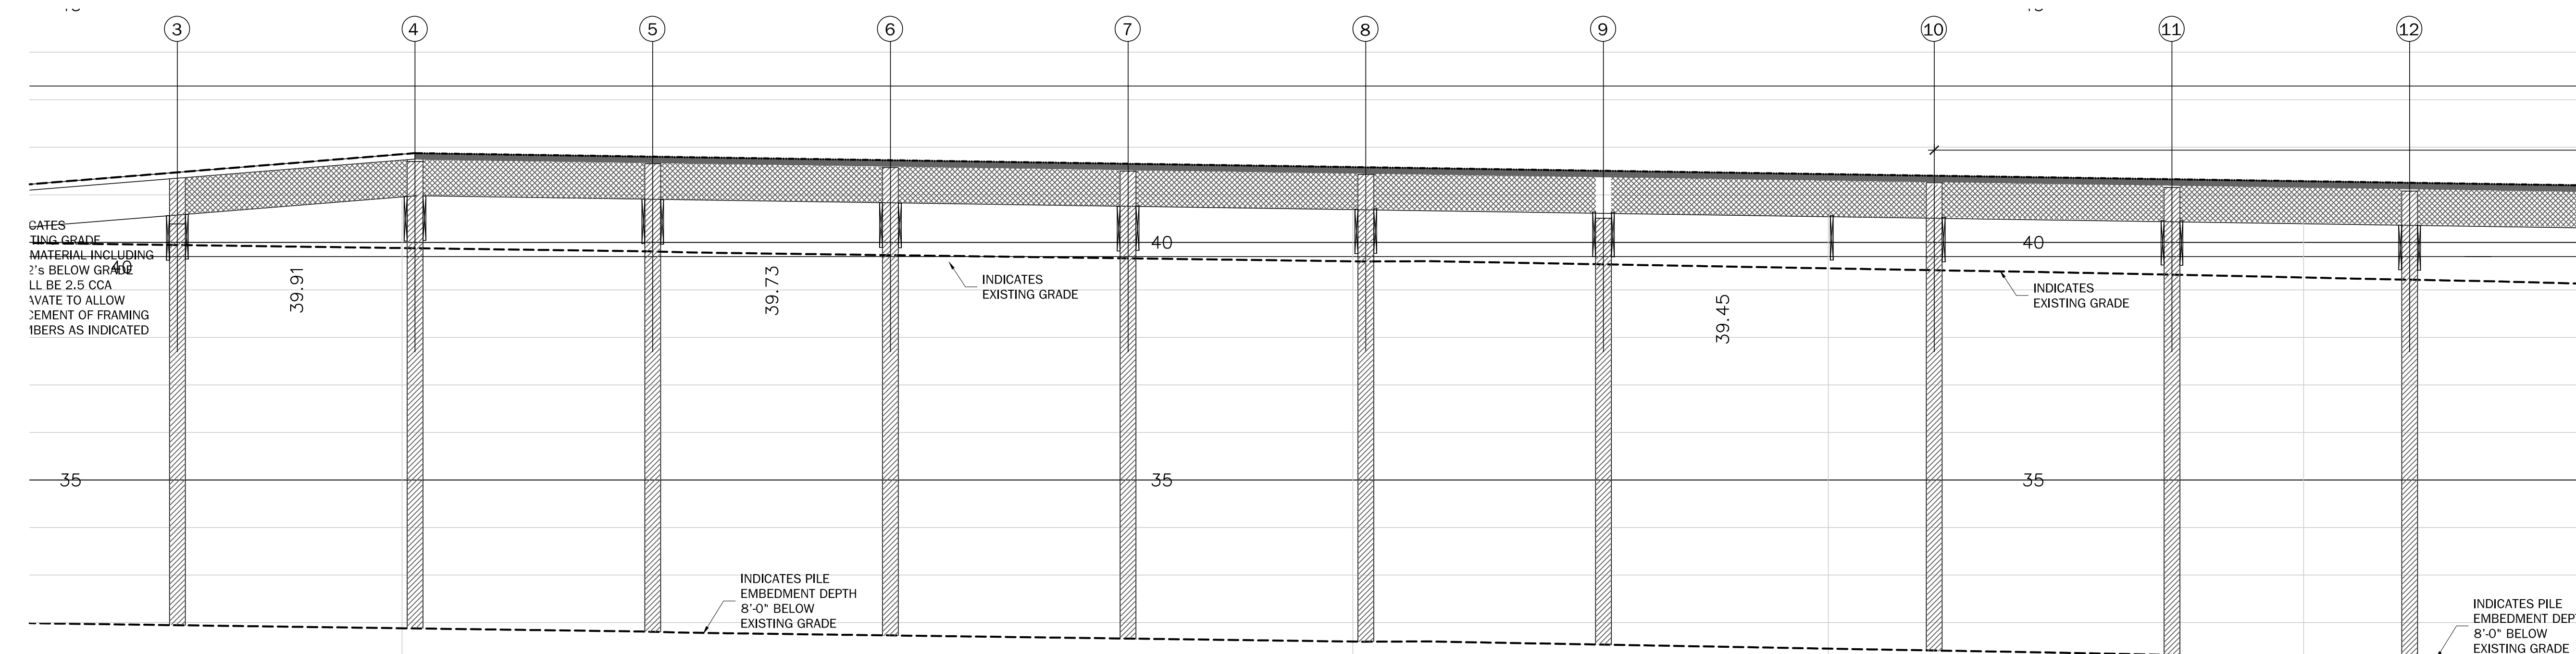 3
4
5
6
7
8
9
10
11
12
CATES
TING GRADE
MATERIAL INCLUDING
2's BELOW GRADE
LL BE 2.5 CCA
AVATE TO ALLOW
CEMENT OF FRAMING
MBERS AS INDICATED
40
39.91
39.73
INDICATES
EXISTING GRADE
40
39.45
INDICATES
EXISTING GRADE
40
35
35
35
INDICATES PILE
EMBEDMENT DEPTH
8'-0" BELOW
EXISTING GRADE
INDICATES PILE
EMBEDMENT DEP
8'-0" BELOW
EXISTING GRADE